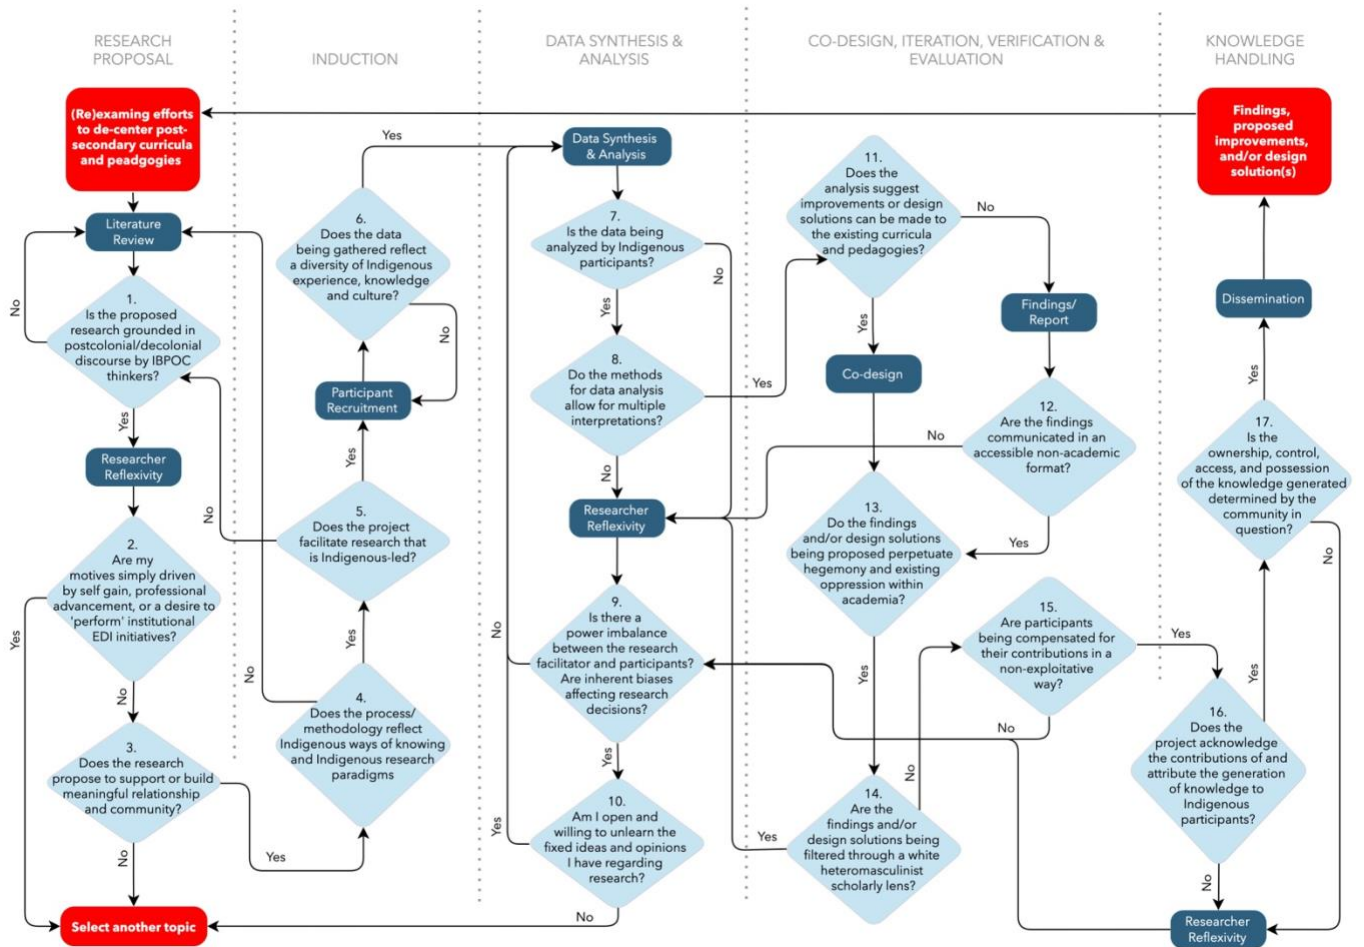 RESEARCH
PROPOSAL
INDUCTION
DATA SYNTHESIS &
ANALYSIS
CO-DESIGN, ITERATION, VERIFICATION &
EVALUATION
KNOWLEDGE
HANDLING
(Re)examing efforts
to de-center post-
secondary curricula
and peadgogies
Literature
Review
No
1.
Is the proposed
research grounded in
postcolonial/decolonial
discourse by IBPOC
thinkers?
Yes
Researcher
Reflexivity
2.
Are my
motives simply driven
by self gain, professional
advancement, or a desire to
'perform' institutional
EDI initiatives?
Yes
No
3.
Does the research
propose to support or build
meaningful relationship
and community?
Yes
No
Select another topic
Yes
6.
Does the data
being gathered reflect
a diversity of Indigenous
experience, knowledge
and culture?
No
Participant
Recruitment
Yes
5.
Does the project
facilitate research that
is Indigenous-led?
No
Yes
4.
Does the process/
methodology reflect
Indigenous ways of knowing
and Indigenous research
paradigms
No
Data Synthesis
& Analysis
7.
Is the data being
analyzed by Indigenous
participants?
No
Yes
8.
Do the methods
for data analysis
allow for multiple
interpretations?
Yes
No
Researcher
Reflexivity
9.
Is there a
power imbalance
between the research
facilitator and participants?
Are inherent biases
affecting research
decisions?
No
Yes
10.
Am I open and
willing to unlearn the
fixed ideas and opinions
I have regarding
research?
Yes
No
11.
Does the
analysis suggest
improvements or design
solutions can be made to
the existing curricula
and pedagogies?
No
Yes
Findings/
Report
Co-design
12.
Are the findings
communicated in an
accessible non-academic
format?
No
Yes
13.
Do the findings
and/or design solutions
being proposed perpetuate
hegemony and existing
oppression within
academia?
Yes
14.
Are the
findings and/or
design solutions being
filtered through a white
heteromasculinist
scholarly lens?
Yes
No
15.
Are participants
being compensated for
their contributions in a
non-exploitative
way?
Yes
No
Findings,
proposed
improvements,
and/or design
solution(s)
Dissemination
Yes
17.
Is the
ownership, control,
access, and possession
of the knowledge generated
determined by the
community in
question?
No
Yes
16.
Does the
project acknowledge
the contributions of and
attribute the generation
of knowledge to
Indigenous
participants?
No
Researcher
Reflexivity